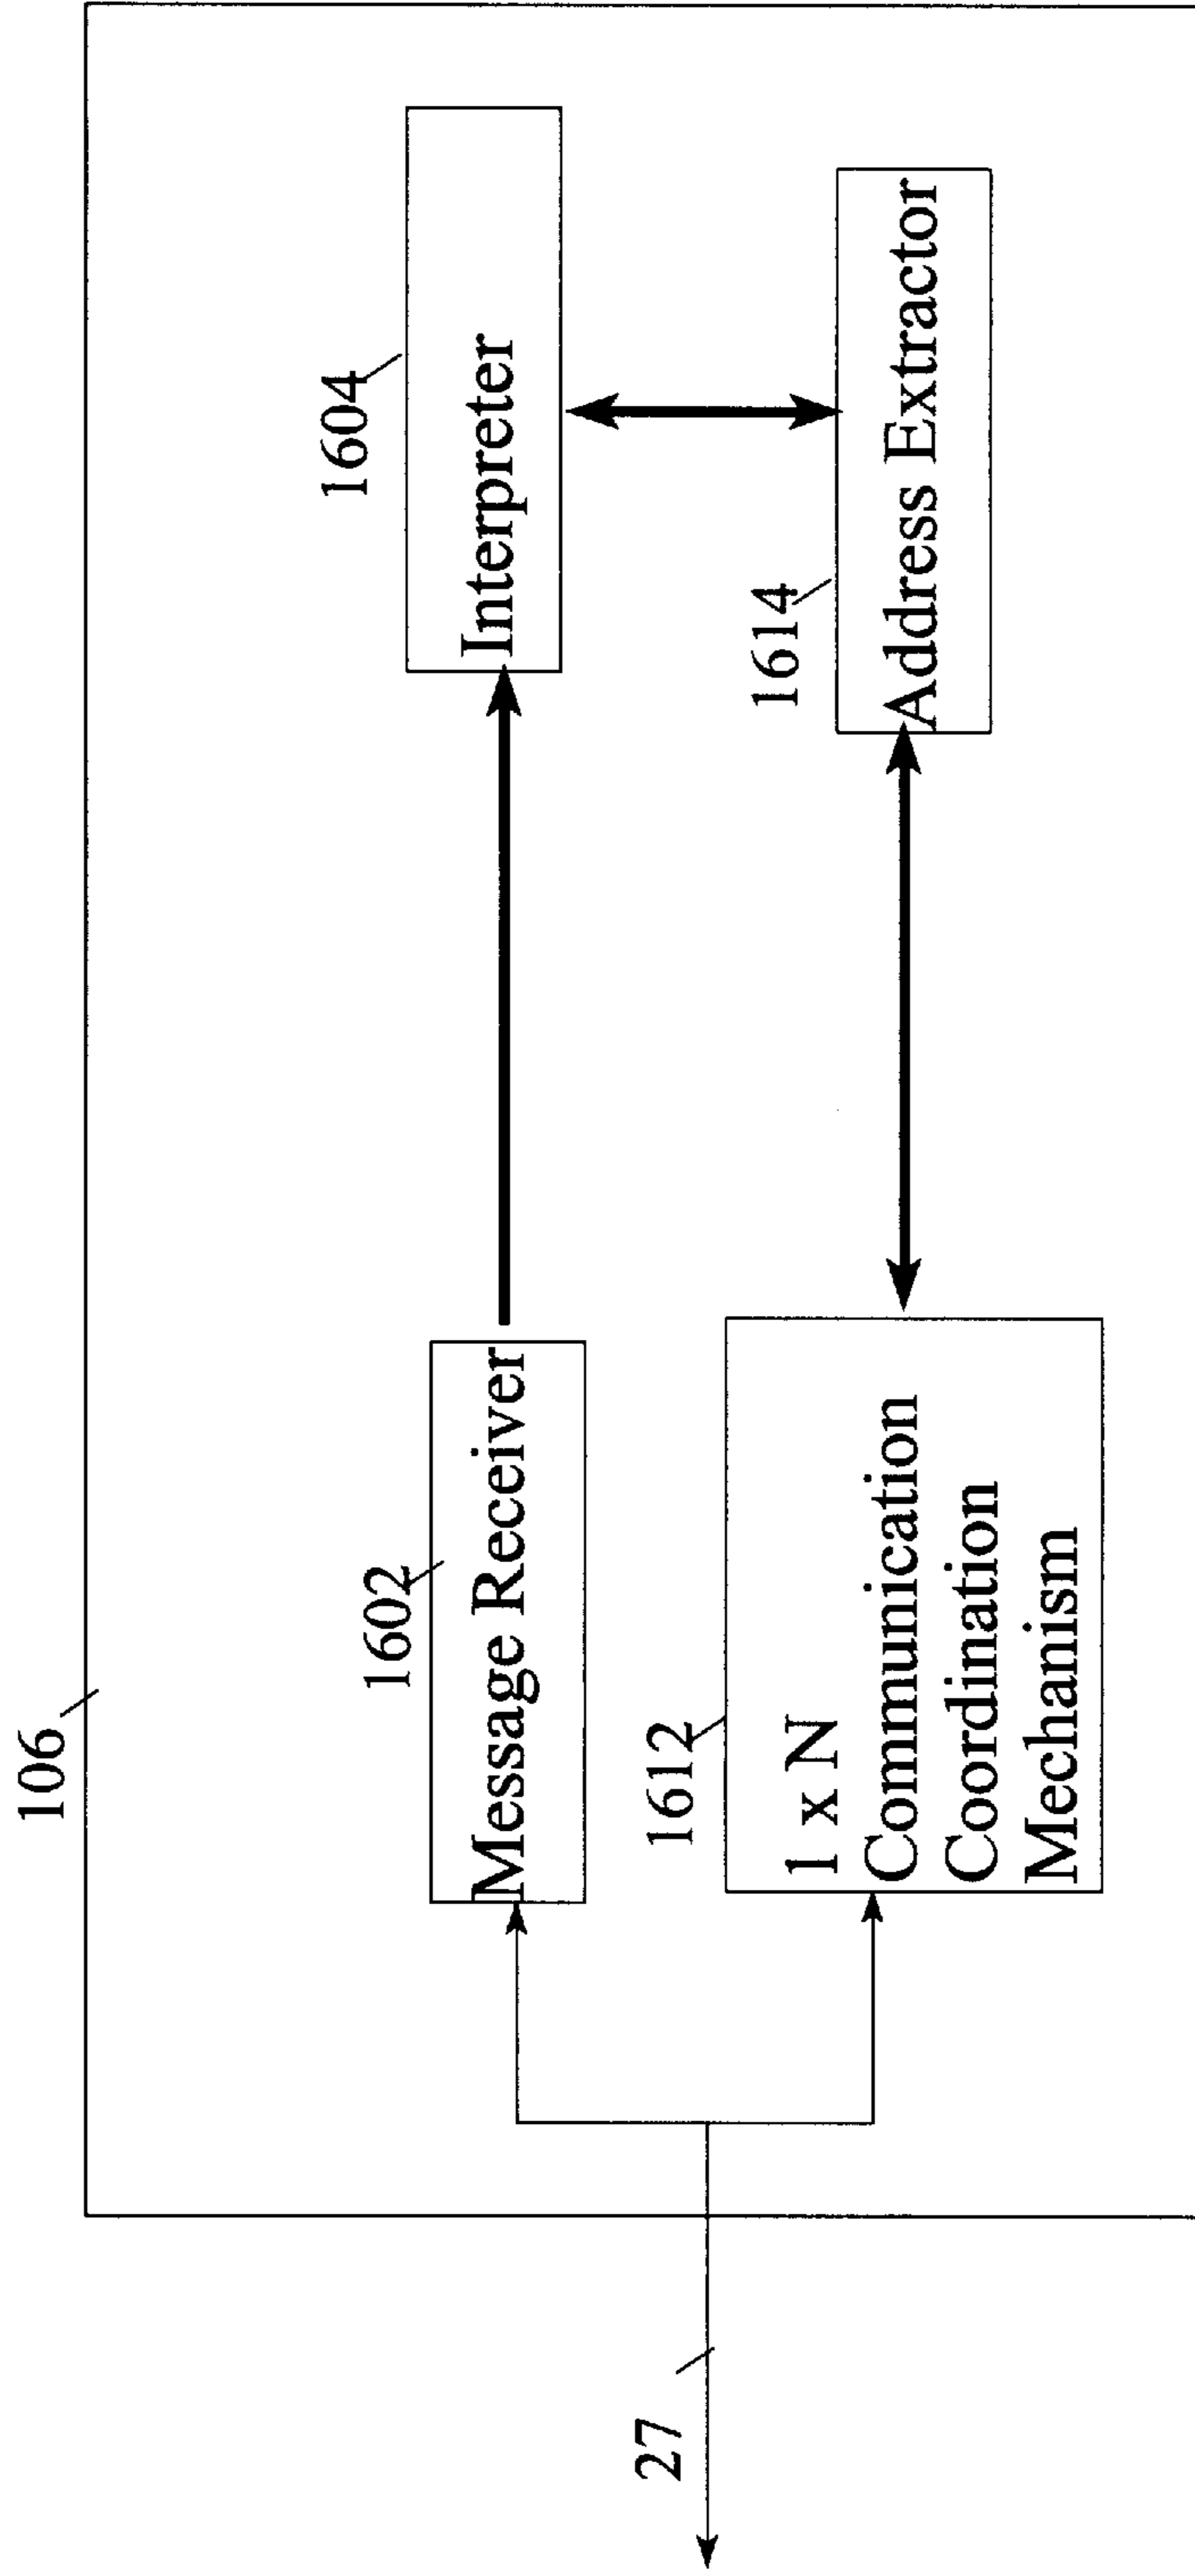 106
1602
Message Receiver
1604
Interpreter
1612
1 x N
Communication
Coordination
Mechanism
1614
Address Extractor
27